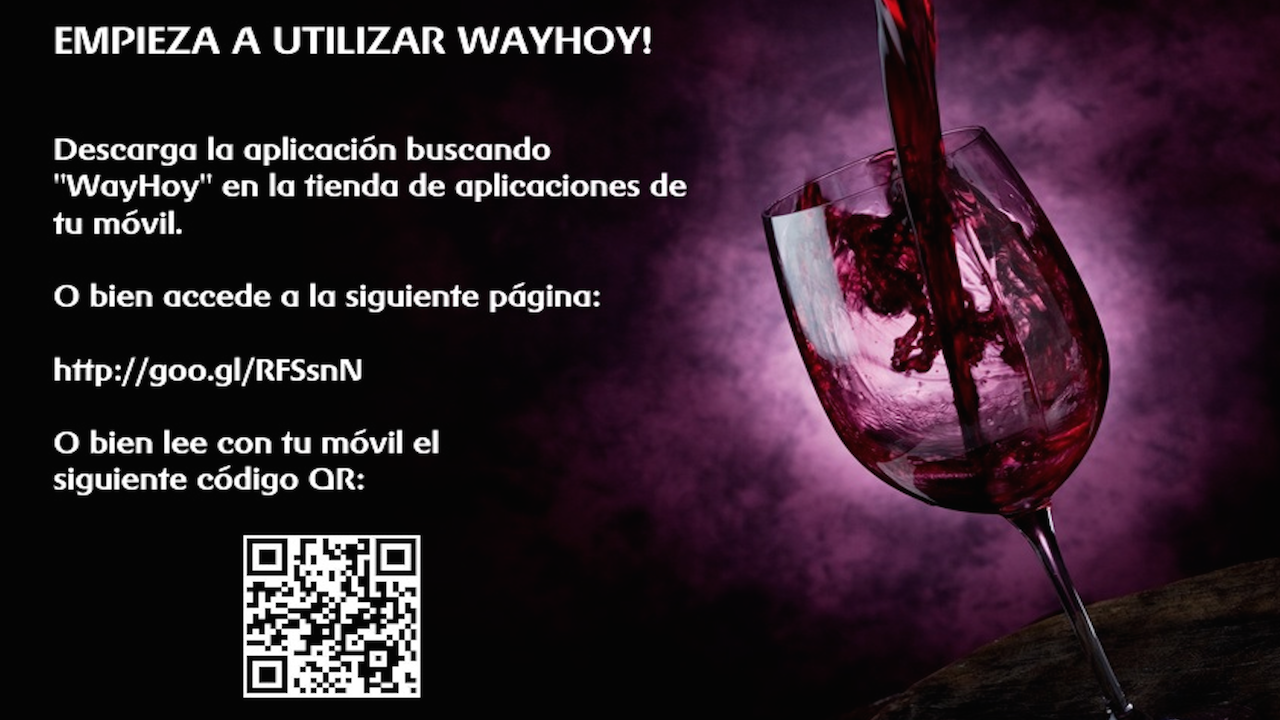 EMPIEZA A UTILIZAR WAYHOY!
Descarga la aplicación buscando
"WayHoy" en la tienda de aplicaciones de
tu móvil.
O bien accede a la siguiente página:
http://goo.gl/RFSsnN
O bien lee con tu móvil el
siguiente código QR: